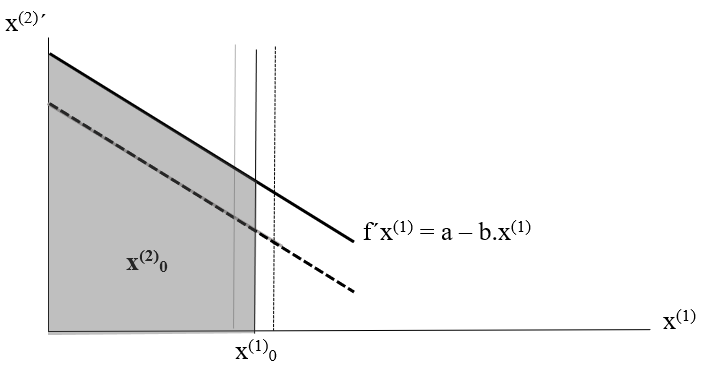 x⁽²⁾´
f´x⁽¹⁾ = a – b.x⁽¹⁾
x⁽²⁾₀
x⁽¹⁾
x⁽¹⁾₀